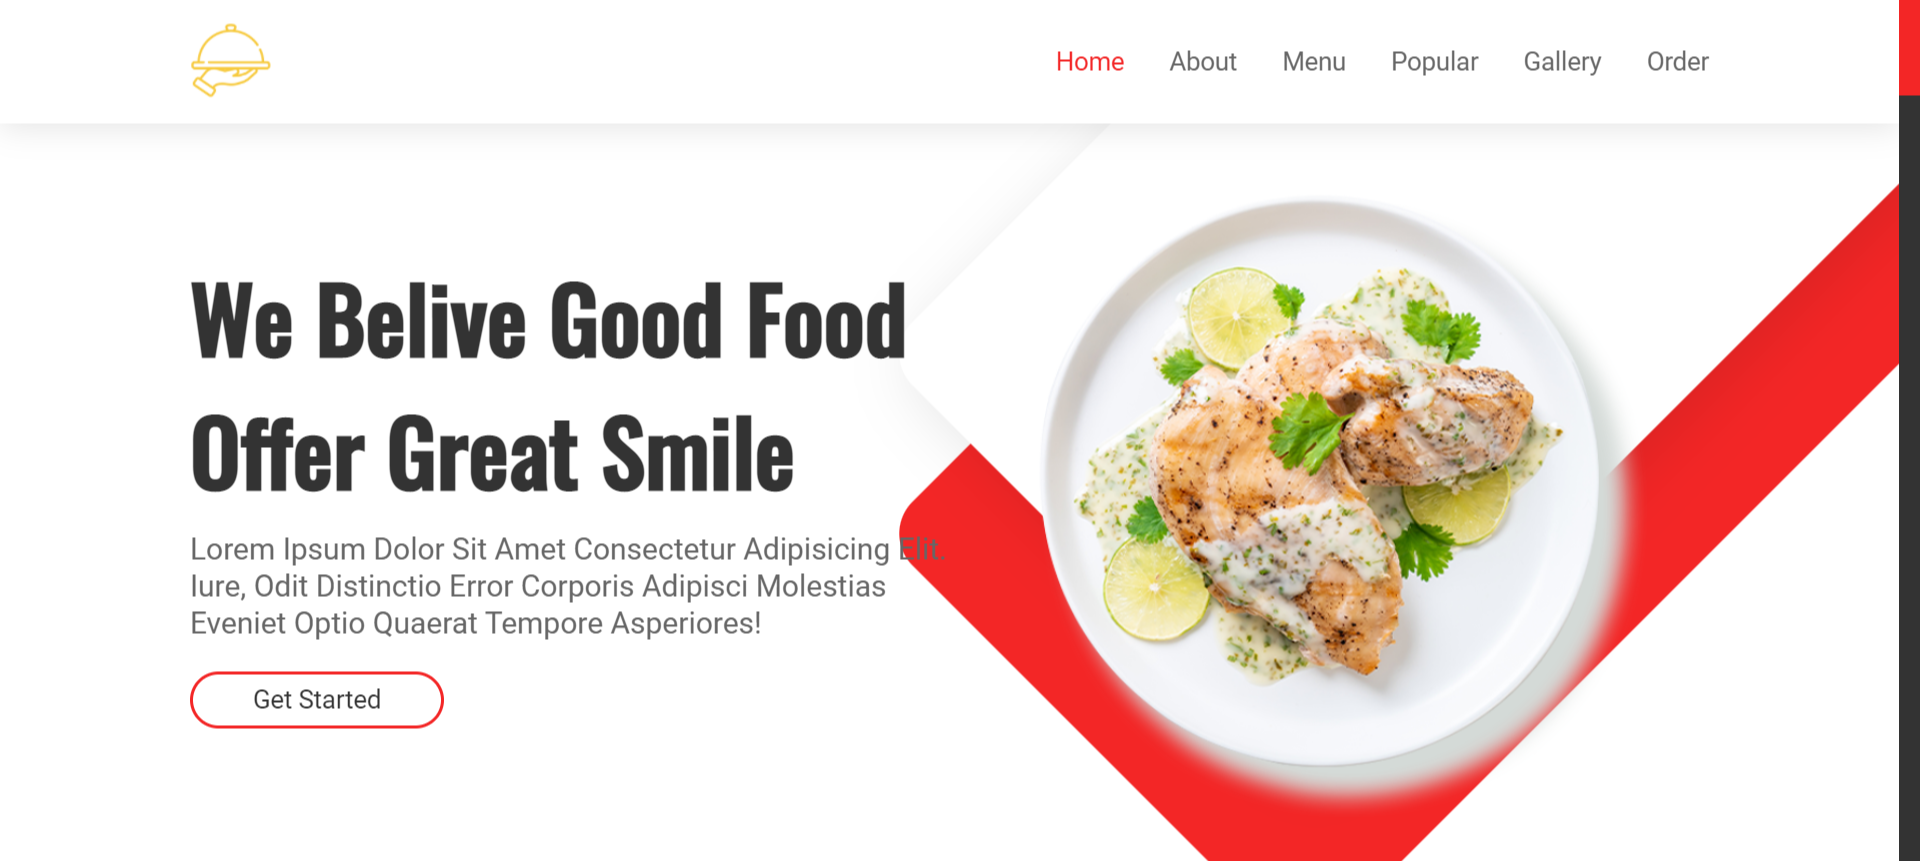 Home About Menu Popular Gallery Order
We Belive Good Food
Offer Great Smile
Lorem Ipsum Dolor Sit Amet Consectetur Adipisicing Elit.
Iure, Odit Distinctio Error Corporis Adipisci Molestias
Eveniet Optio Quaerat Tempore Asperiores!
Get Started